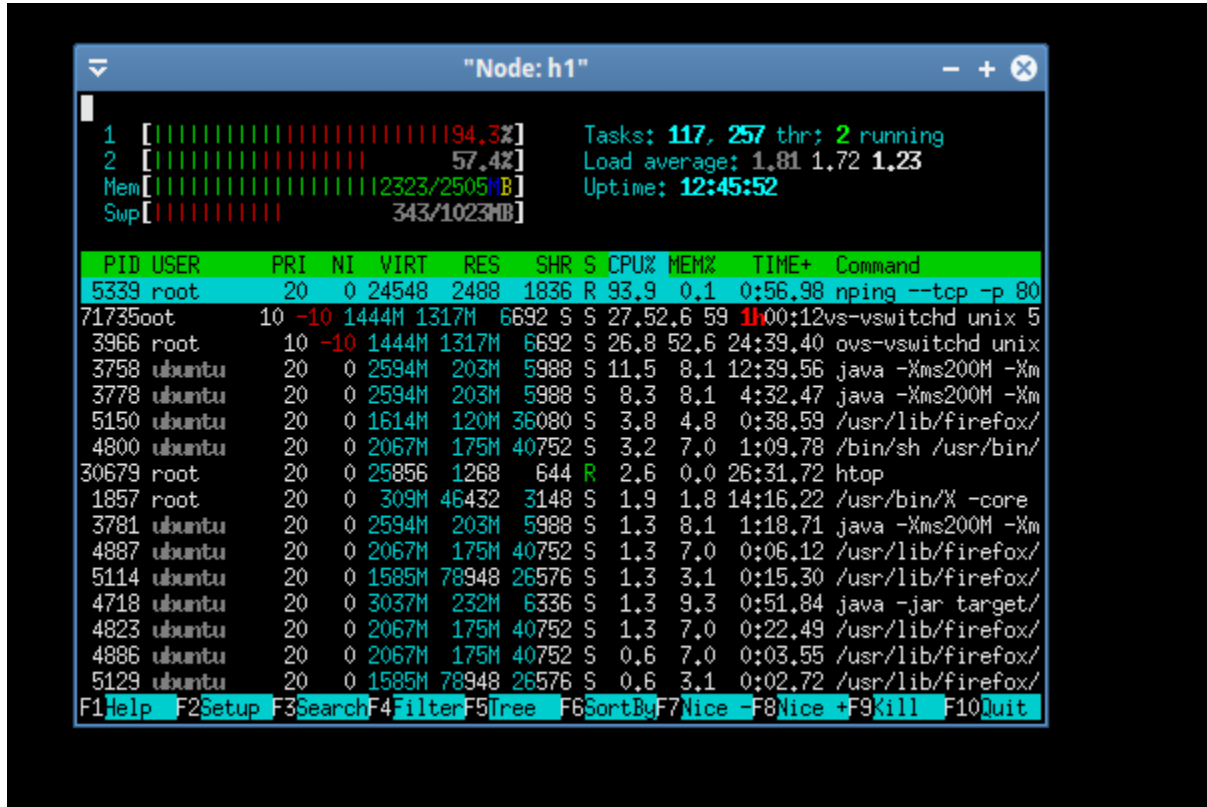 "Node: h1"
1 [||||||||||||||||||||||||||94.3%] Tasks: 117, 257 thr; 2 running
2 [||||||||||||||||||| 57.4%] Load average: 1.81 1.72 1.23
Mem[||||||||||||||||||||2323/2505MB] Uptime: 12:45:52
Swp[||||||||||| 343/1023MB]
PID USER PRI NI VIRT RES SHR S CPU% MEM% TIME+ Command
5339 root 20 0 24548 2488 1836 R 93.9 0.1 0:56.98 nping --tcp -p 80
71735oot 10 -10 1444M 1317M 6692 S S 27.52.6 59 1h00:12vs-vswitchd unix 5
3966 root 10 -10 1444M 1317M 6692 S 26.8 52.6 24:39.40 ovs-vswitchd unix
3758 ubuntu 20 0 2594M 203M 5988 S 11.5 8.1 12:39.56 java -Xms200M -Xm
3778 ubuntu 20 0 2594M 203M 5988 S 8.3 8.1 4:32.47 java -Xms200M -Xm
5150 ubuntu 20 0 1614M 120M 36080 S 3.8 4.8 0:38.59 /usr/lib/firefox/
4800 ubuntu 20 0 2067M 175M 40752 S 3.2 7.0 1:09.78 /bin/sh /usr/bin/
30679 root 20 0 25856 1268 644 R 2.6 0.0 26:31.72 htop
1857 root 20 0 309M 46432 3148 S 1.9 1.8 14:16.22 /usr/bin/X -core
3781 ubuntu 20 0 2594M 203M 5988 S 1.3 8.1 1:18.71 java -Xms200M -Xm
4887 ubuntu 20 0 2067M 175M 40752 S 1.3 7.0 0:06.12 /usr/lib/firefox/
5114 ubuntu 20 0 1585M 78948 26576 S 1.3 3.1 0:15.30 /usr/lib/firefox/
4718 ubuntu 20 0 3037M 232M 6336 S 1.3 9.3 0:51.84 java -jar target/
4823 ubuntu 20 0 2067M 175M 40752 S 1.3 7.0 0:22.49 /usr/lib/firefox/
4886 ubuntu 20 0 2067M 175M 40752 S 0.6 7.0 0:03.55 /usr/lib/firefox/
5129 ubuntu 20 0 1585M 78948 26576 S 0.6 3.1 0:02.72 /usr/lib/firefox/
F1Help F2Setup F3SearchF4FilterF5Tree F6SortByF7Nice -F8Nice +F9Kill F10Quit